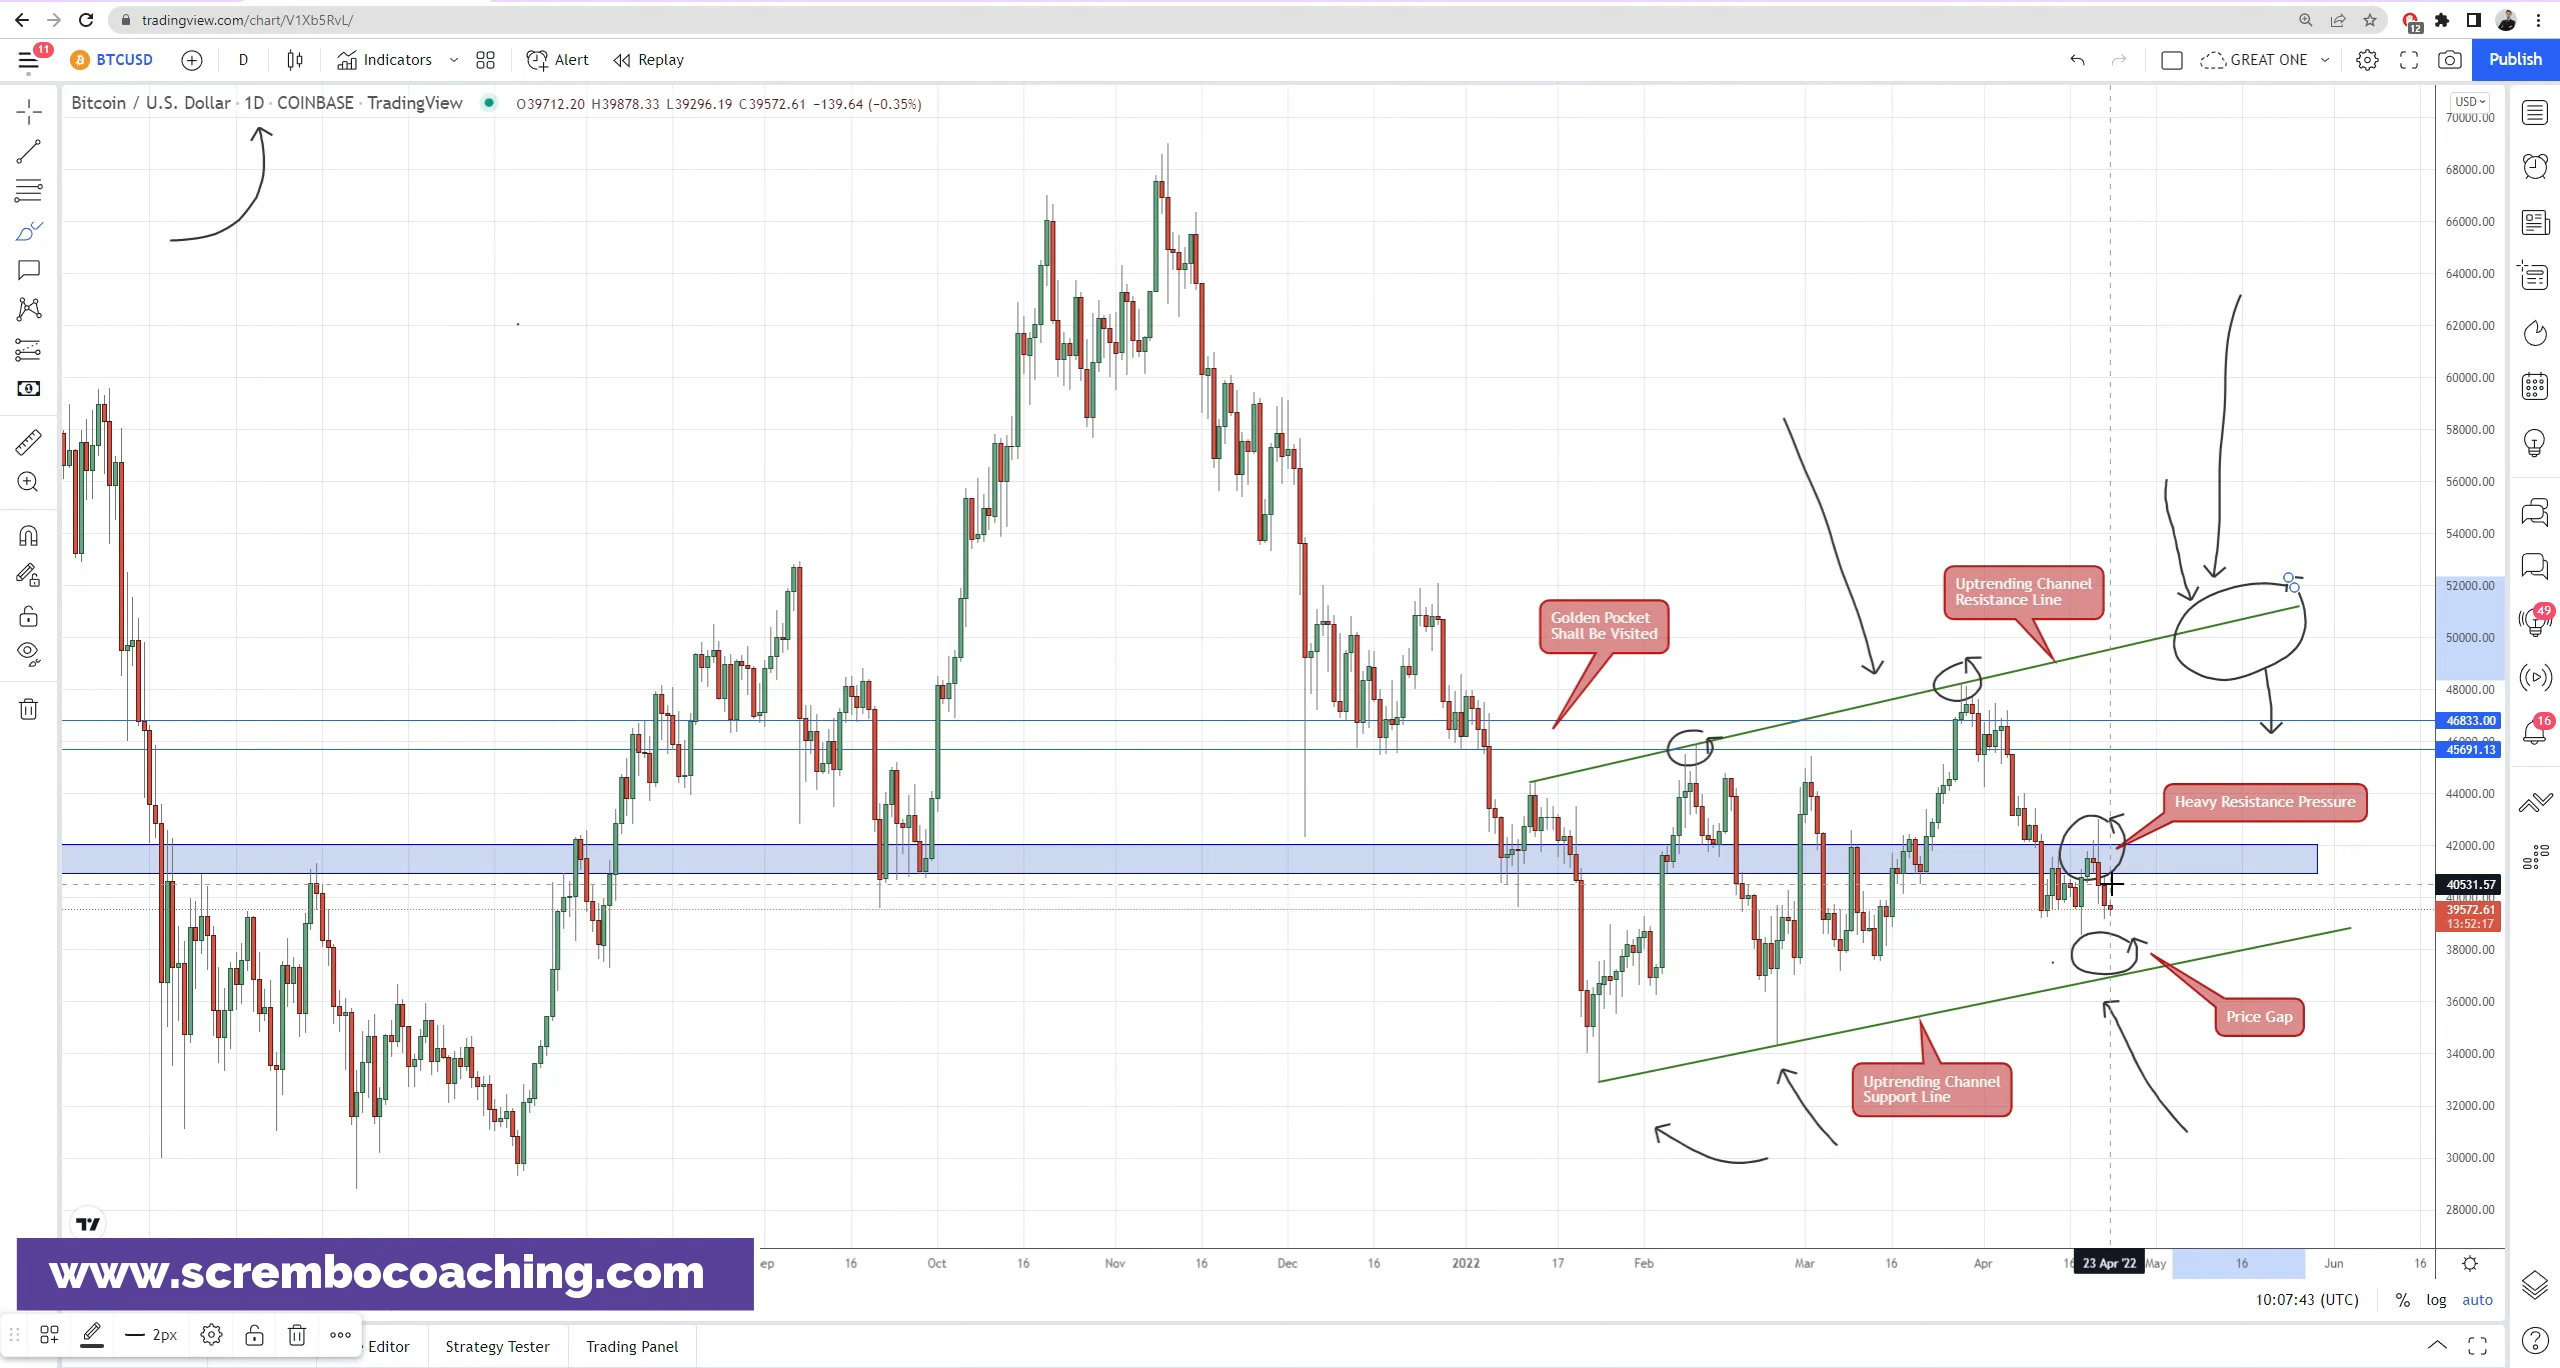 tradingview.com/chart/V1Xb5RvL/
12
11
BTCUSD
D
Indicators
Alert
Replay
GREAT ONE
Publish
Bitcoin / U.S. Dollar · 1D · COINBASE · TradingView
O39712.20 H39878.33 L39296.19 C39572.61 −139.64 (−0.35%)
USD
70000.00
68000.00
66000.00
64000.00
62000.00
60000.00
58000.00
56000.00
54000.00
52000.00
50000.00
48000.00
46833.00
45691.13
44000.00
42000.00
40531.57
39572.61
13:52:17
38000.00
36000.00
34000.00
32000.00
30000.00
28000.00
49
16
Golden Pocket
Shall Be Visited
Uptrending Channel
Resistance Line
Heavy Resistance Pressure
Price Gap
Uptrending Channel
Support Line
www.scrembocoaching.com
ep
16
Oct
16
Nov
16
Dec
16
2022
17
Feb
Mar
16
Apr
23 Apr '22
May
16
Jun
16
10:07:43 (UTC)
%
log
auto
2px
Editor
Strategy Tester
Trading Panel